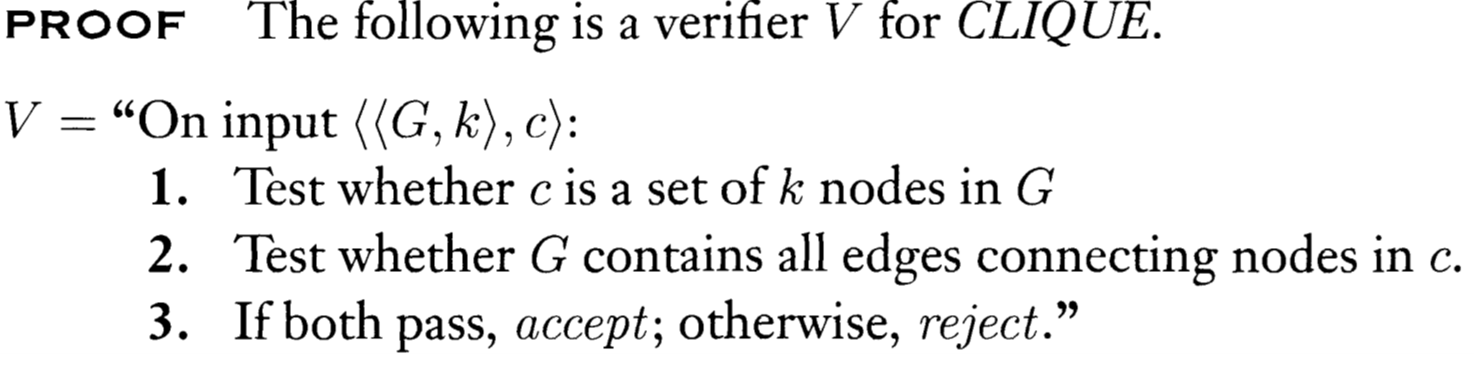 PROOF The following is a verifier V for CLIQUE.
V = “On input ⟨⟨G, k⟩, c⟩:
1. Test whether c is a set of k nodes in G
2. Test whether G contains all edges connecting nodes in c.
3. If both pass, accept; otherwise, reject.”